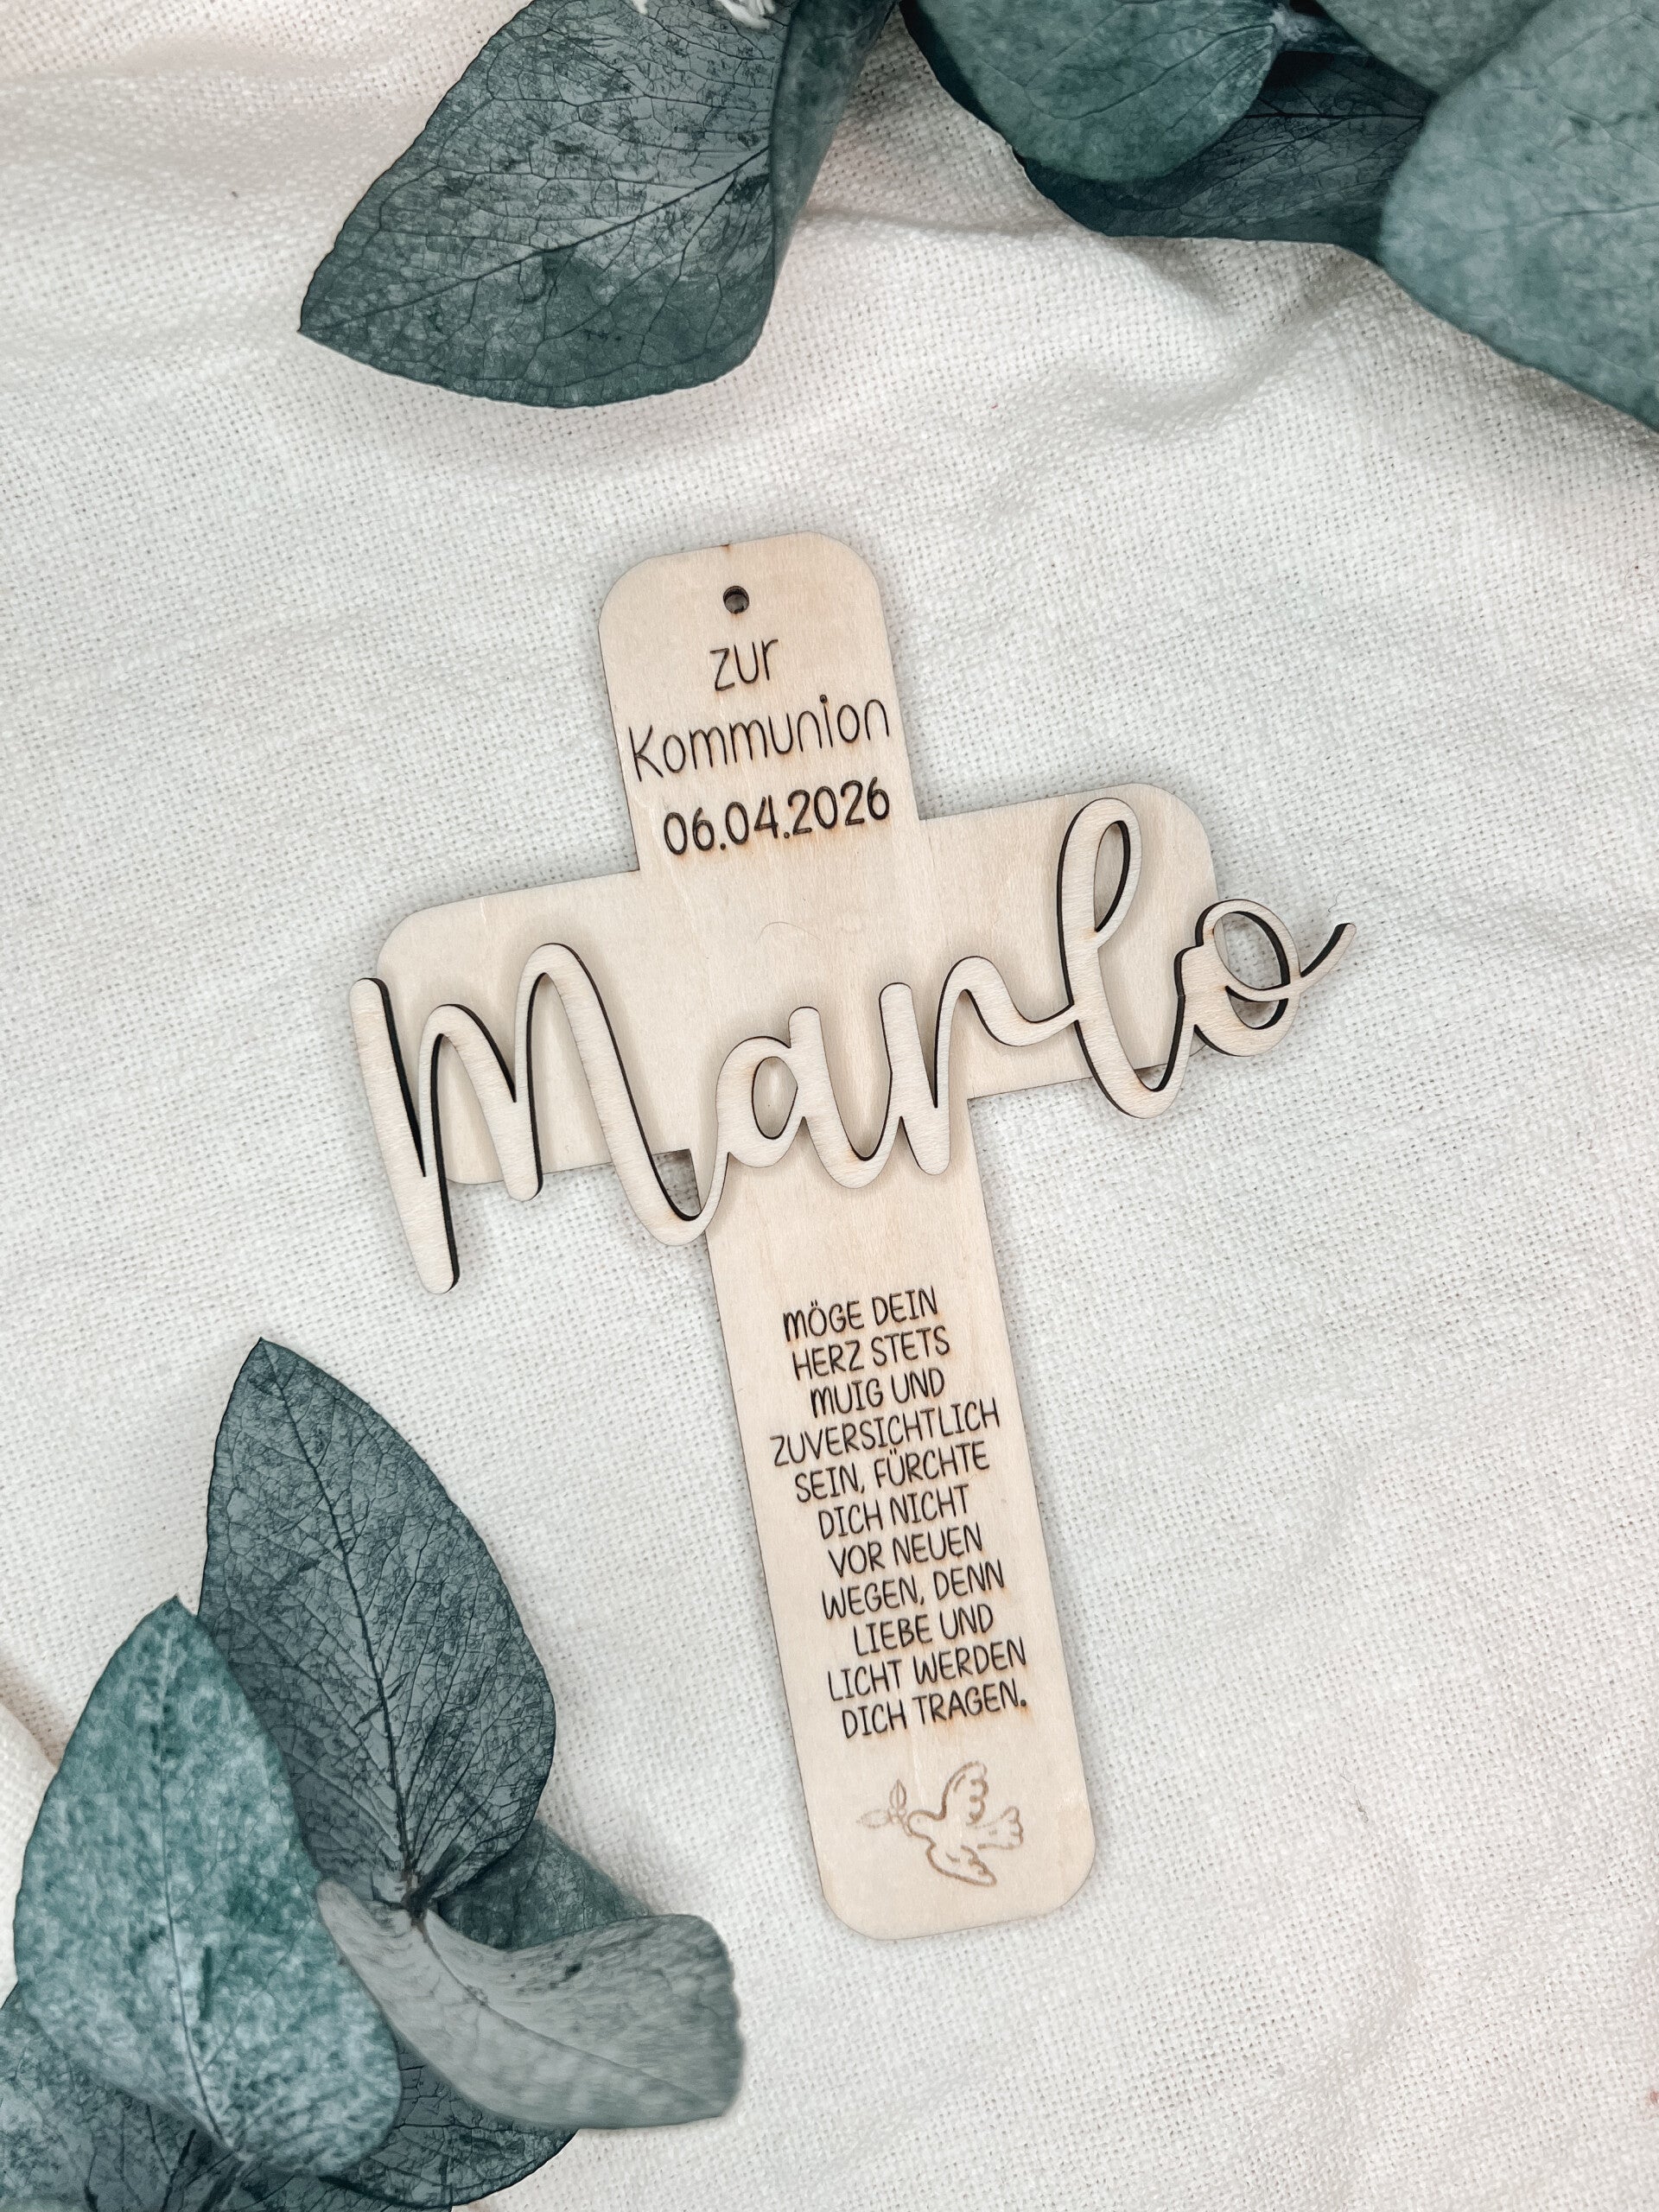 zur
Kommunion
06.04.2026
Marlo
MÖGE DEIN
HERZ STETS
MUIG UND
ZUVERSICHTLICH
SEIN, FÜRCHTE
DICH NICHT
VOR NEUEN
WEGEN, DENN
LIEBE UND
LICHT WERDEN
DICH TRAGEN.